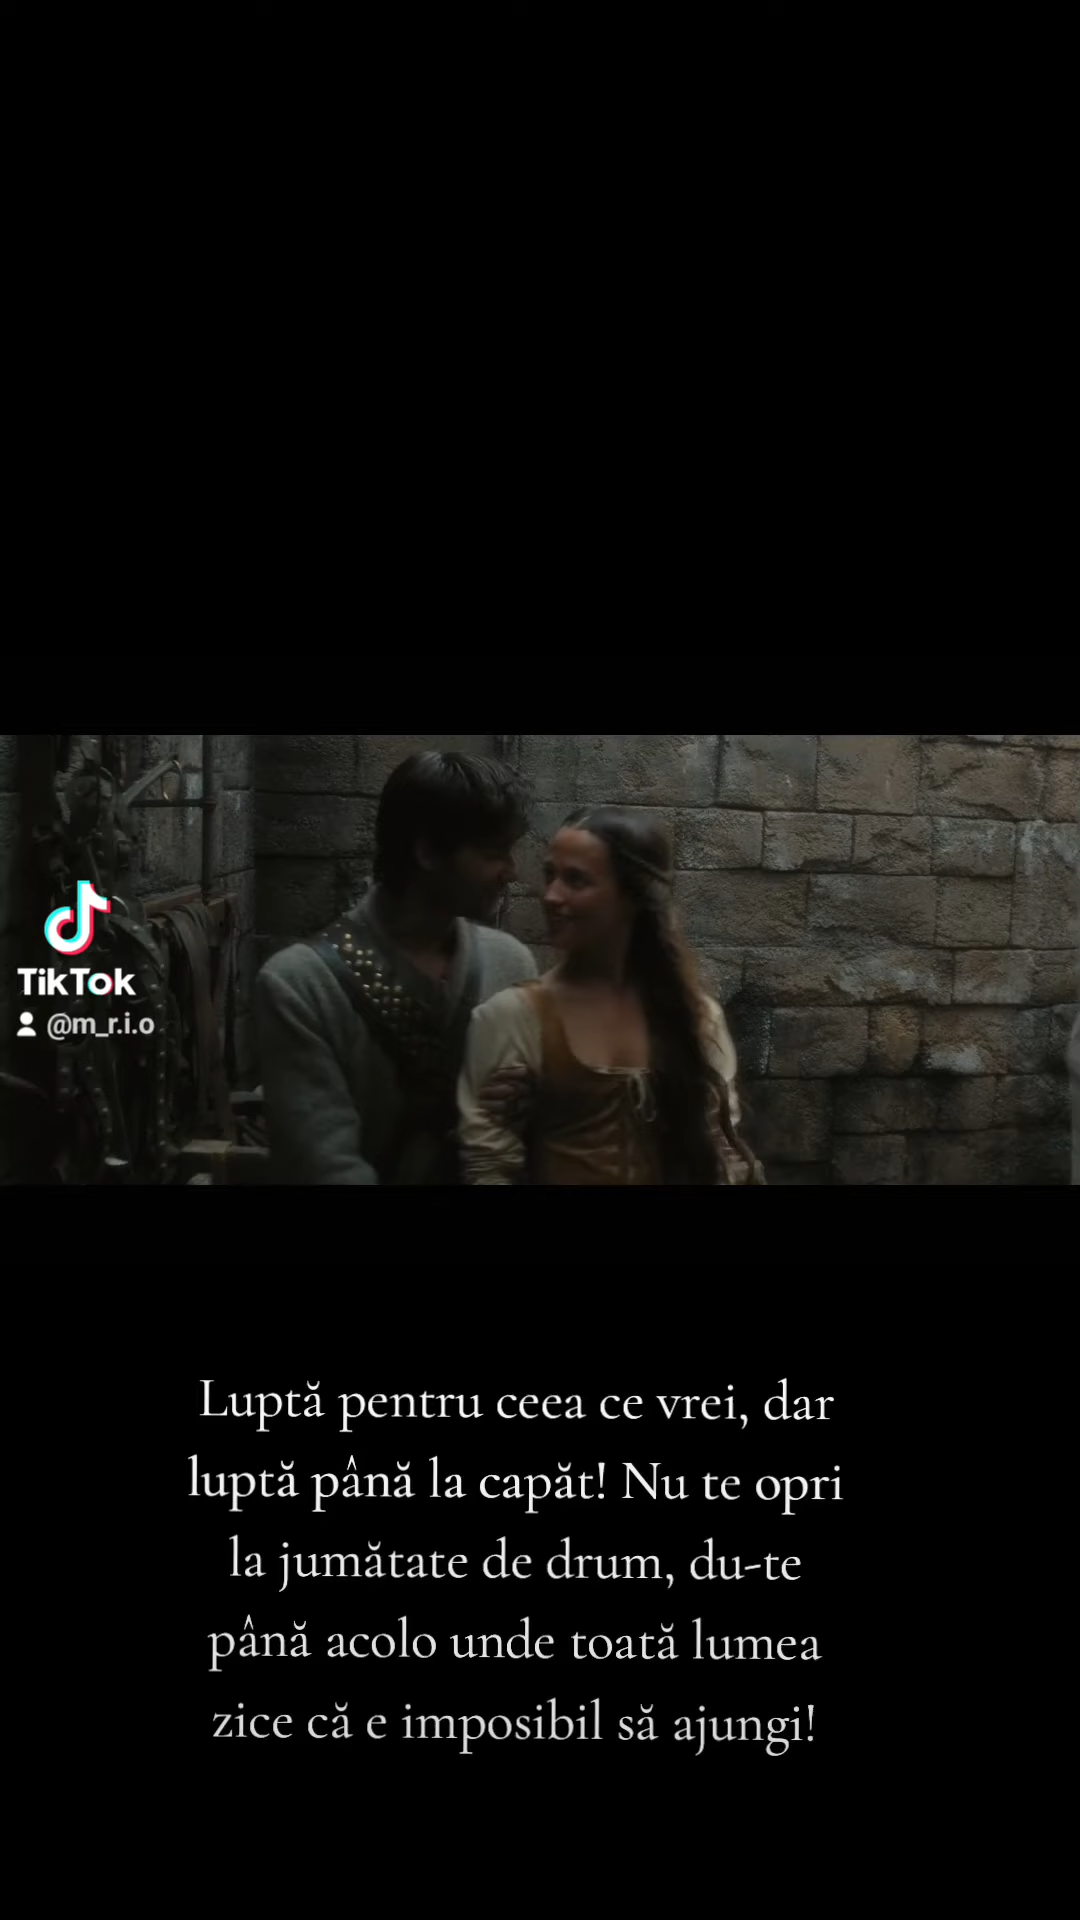 TikTok
@m_r.i.o
Luptă pentru ceea ce vrei, dar
luptă până la capăt! Nu te opri
la jumătate de drum, du-te
până acolo unde toată lumea
zice că e imposibil să ajungi!